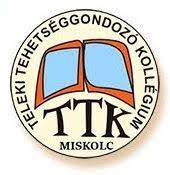 TELEKI TEHETSÉGGONDOZÓ KOLLÉGIUM
TTK
MISKOLC